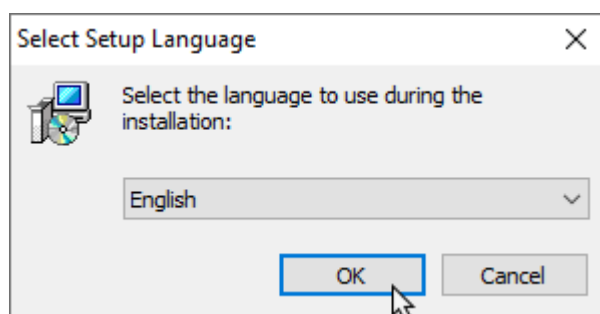 Select Setup Language
Select the language to use during the
installation:
English
OK
Cancel